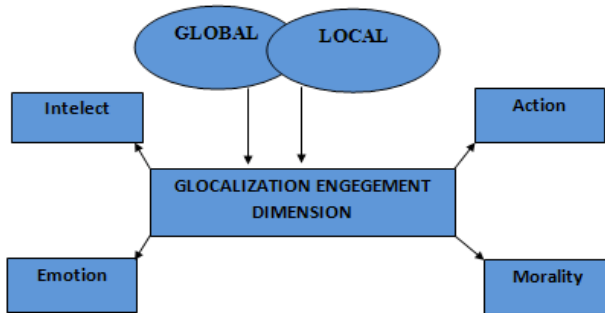 GLOBAL
LOCAL
Intelect
Action
GLOCALIZATION ENGEGEMENT
DIMENSION
Emotion
Morality